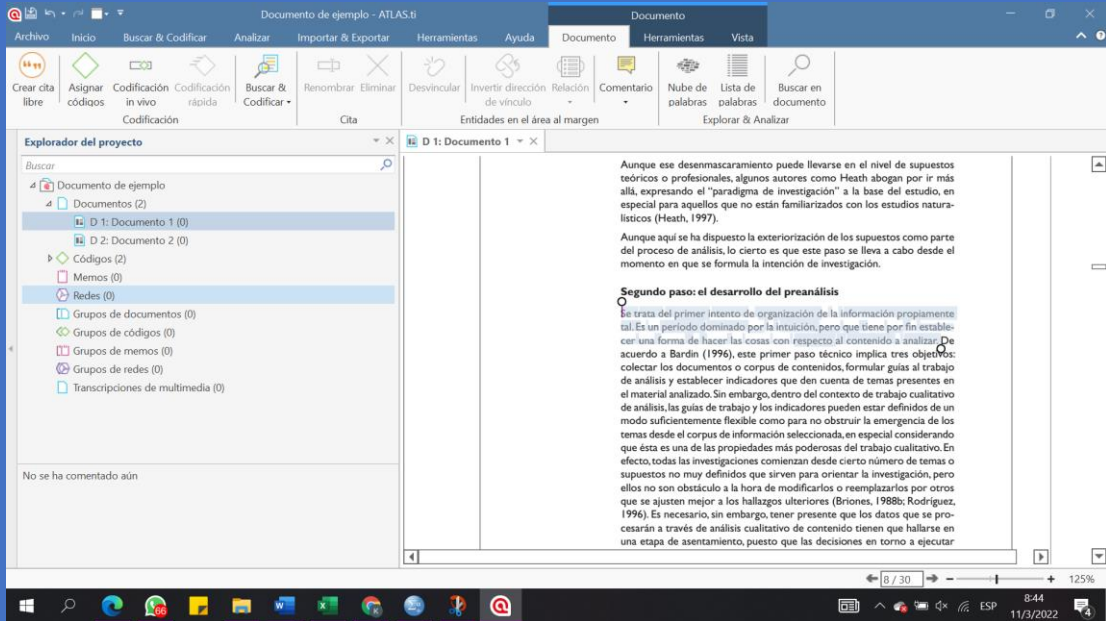 Documento de ejemplo - ATLAS.ti
Documento
Archivo Inicio Buscar & Codificar Analizar Importar & Exportar Herramientas Ayuda Documento Herramientas Vista
Crear cita libre
Asignar códigos
Codificación in vivo
Codificación rápida
Buscar & Codificar
Renombrar Eliminar
Desvincular
Invertir dirección de vínculo
Relación
Comentario
Nube de palabras
Lista de palabras
Buscar en documento
Codificación
Cita
Entidades en el área al margen
Explorar & Analizar
Explorador del proyecto
Buscar
Documento de ejemplo
Documentos (2)
D 1: Documento 1 (0)
D 2: Documento 2 (0)
Códigos (2)
Memos (0)
Redes (0)
Grupos de documentos (0)
Grupos de códigos (0)
Grupos de memos (0)
Grupos de redes (0)
Transcripciones de multimedia (0)
No se ha comentado aún
D 1: Documento 1
Aunque ese desenmascaramiento puede llevarse en el nivel de supuestos
teóricos o profesionales, algunos autores como Heath abogan por ir más
allá, expresando el “paradigma de investigación” a la base del estudio, en
especial para aquellos que no están familiarizados con los estudios natura-
lísticos (Heath, 1997).
Aunque aquí se ha dispuesto la exteriorización de los supuestos como parte
del proceso de análisis, lo cierto es que este paso se lleva a cabo desde el
momento en que se formula la intención de investigación.
Segundo paso: el desarrollo del preanálisis
Se trata del primer intento de organización de la información propiamente
tal. Es un período dominado por la intuición, pero que tiene por fin estable-
cer una forma de hacer las cosas con respecto al contenido a analizar. De
acuerdo a Bardin (1996), este primer paso técnico implica tres objetivos:
colectar los documentos o corpus de contenidos, formular guías al trabajo
de análisis y establecer indicadores que den cuenta de temas presentes en
el material analizado. Sin embargo, dentro del contexto de trabajo cualitativo
de análisis, las guías de trabajo y los indicadores pueden estar definidos de un
modo suficientemente flexible como para no obstruir la emergencia de los
temas desde el corpus de información seleccionada, en especial considerando
que ésta es una de las propiedades más poderosas del trabajo cualitativo. En
efecto, todas las investigaciones comienzan desde cierto número de temas o
supuestos no muy definidos que sirven para orientar la investigación, pero
ellos no son obstáculo a la hora de modificarlos o reemplazarlos por otros
que se ajusten mejor a los hallazgos ulteriores (Briones, 1988b; Rodríguez,
1996). Es necesario, sin embargo, tener presente que los datos que se pro-
cesarán a través de análisis cualitativo de contenido tienen que hallarse en
una etapa de asentamiento, puesto que las decisiones en torno a ejecutar
8 / 30
125%
66
ESP
8:44
11/3/2022
4